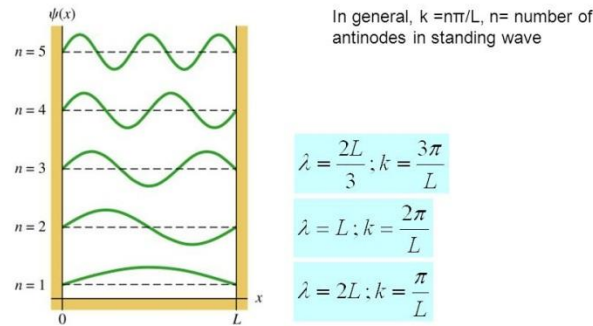 ψ(x)
In general, k =nπ/L, n= number of
antinodes in standing wave
n = 5
n = 4
n = 3
λ = 2L/3 ; k = 3π/L
n = 2
λ = L ; k = 2π/L
n = 1
λ = 2L ; k = π/L
x
0
L